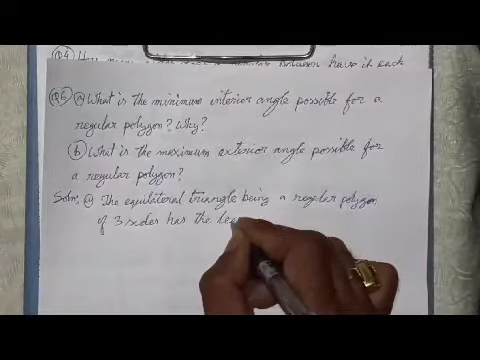 Q4
Q6 (a) What is the minimum interior angle possible for a
regular polygon? Why?
(b) What is the maximum exterior angle possible for
a regular polygon?
Soln. (a) The equilateral triangle being a regular polygon
of 3 sides has the lea